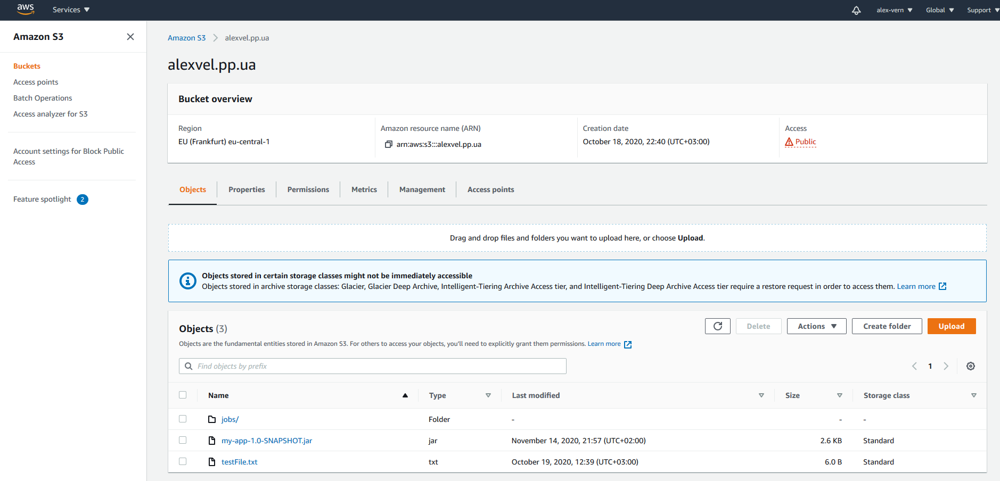 aws Services alex-vern Global Support
Amazon S3
Buckets
Access points
Batch Operations
Access analyzer for S3
Account settings for Block Public
Access
Feature spotlight 2
Amazon S3 alexvel.pp.ua
alexvel.pp.ua
Bucket overview
Region
EU (Frankfurt) eu-central-1
Amazon resource name (ARN)
arn:aws:s3:::alexvel.pp.ua
Creation date
October 18, 2020, 22:40 (UTC+03:00)
Access
Public
Objects Properties Permissions Metrics Management Access points
Drag and drop files and folders you want to upload here, or choose Upload.
Objects stored in certain storage classes might not be immediately accessible
Objects stored in archive storage classes: Glacier, Glacier Deep Archive, Intelligent-Tiering Archive Access tier, and Intelligent-Tiering Deep Archive Access tier require a restore request in order to access them. Learn more
Objects (3)
Delete Actions Create folder Upload
Objects are the fundamental entities stored in Amazon S3. For others to access your objects, you'll need to explicitly grant them permissions. Learn more
Find objects by prefix
1
Name Type Last modified Size Storage class
jobs/ Folder - - -
my-app-1.0-SNAPSHOT.jar jar November 14, 2020, 21:57 (UTC+02:00) 2.6 KB Standard
testFile.txt txt October 19, 2020, 12:39 (UTC+03:00) 6.0 B Standard